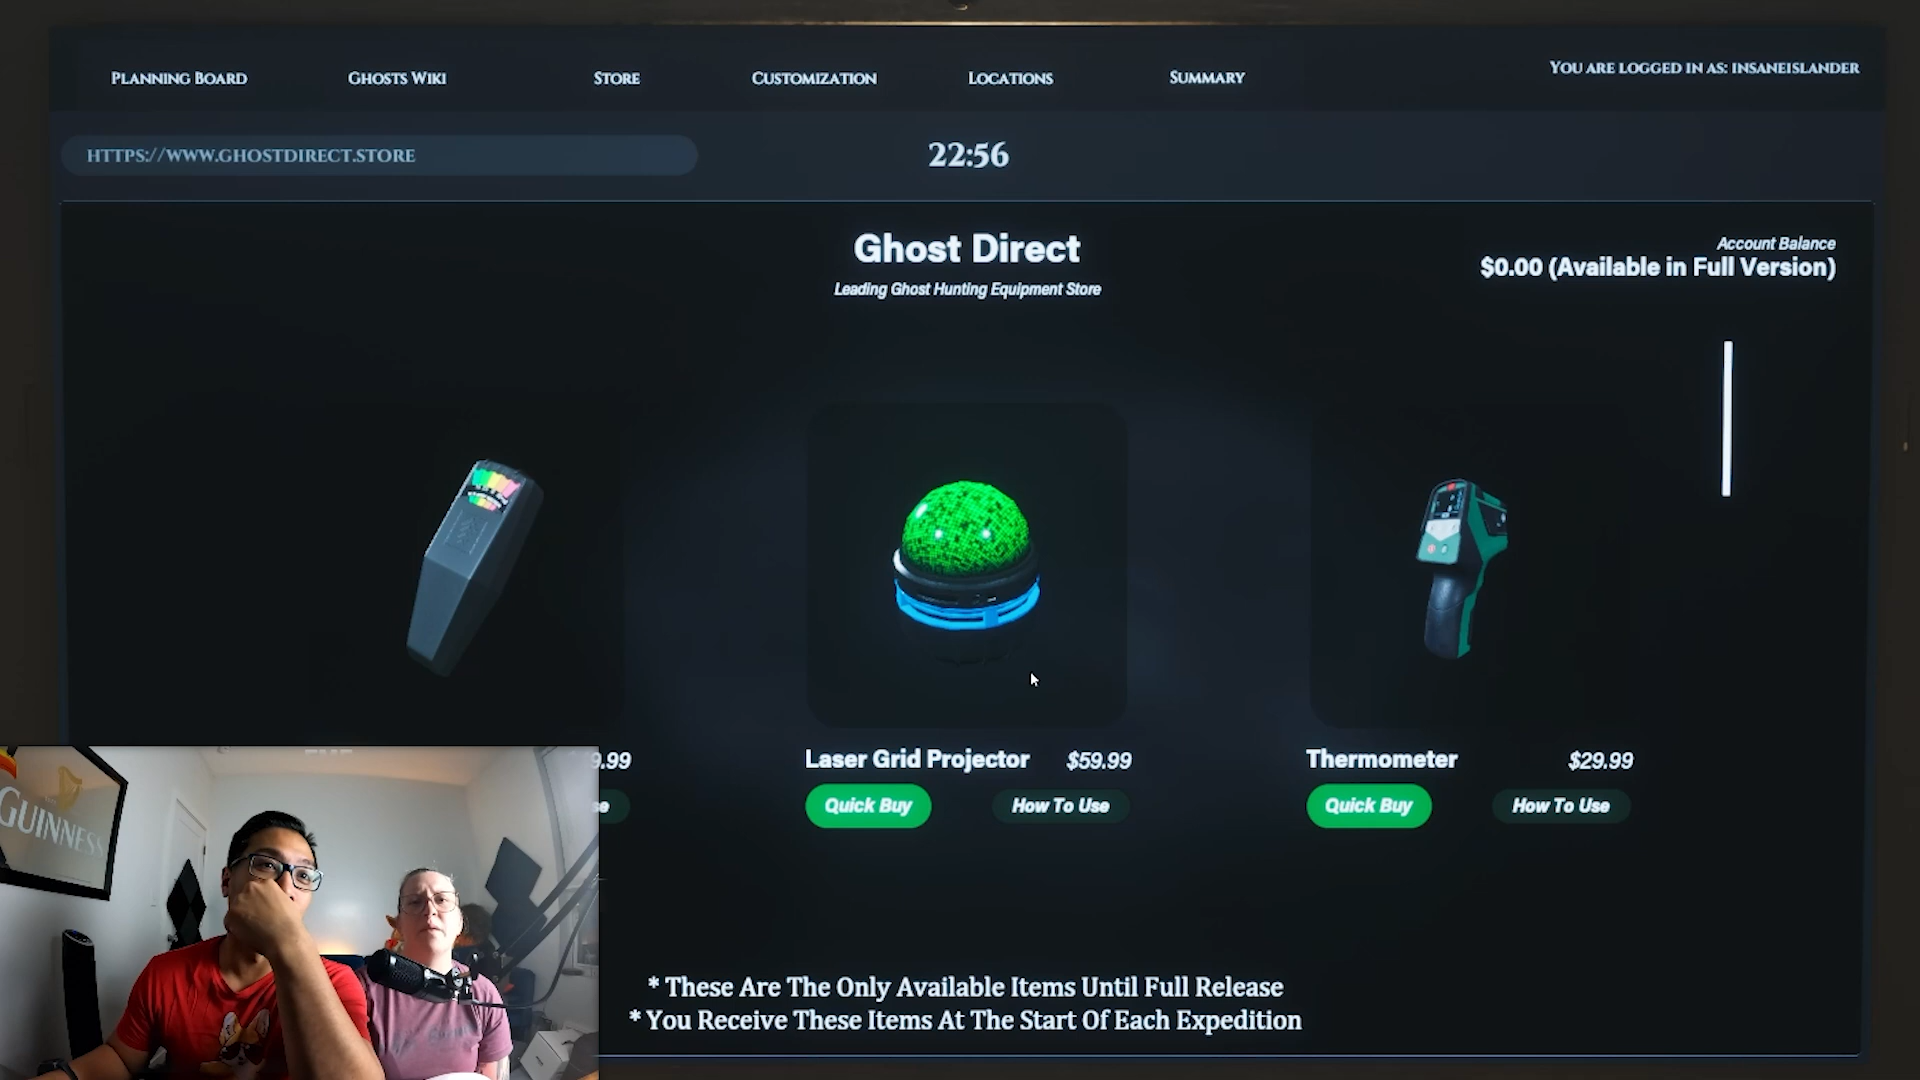 PLANNING BOARD
GHOSTS WIKI
STORE
CUSTOMIZATION
LOCATIONS
SUMMARY
YOU ARE LOGGED IN AS: INSANEISLANDER
HTTPS://WWW.GHOSTDIRECT.STORE
22:56
Ghost Direct
Leading Ghost Hunting Equipment Store
Account Balance
$0.00 (Available in Full Version)
9.99
Laser Grid Projector $59.99
Thermometer $29.99
se
Quick Buy How To Use
Quick Buy How To Use
GUINNESS
* These Are The Only Available Items Until Full Release
* You Receive These Items At The Start Of Each Expedition